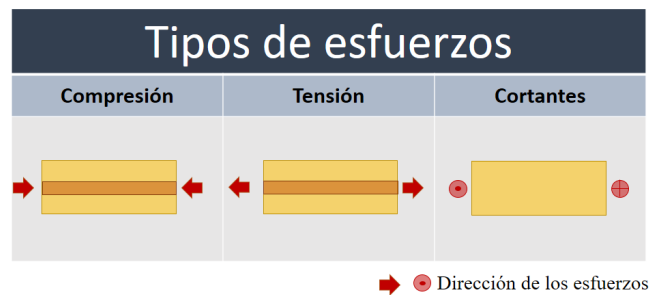 Tipos de esfuerzos
Compresión Tensión Cortantes
Dirección de los esfuerzos